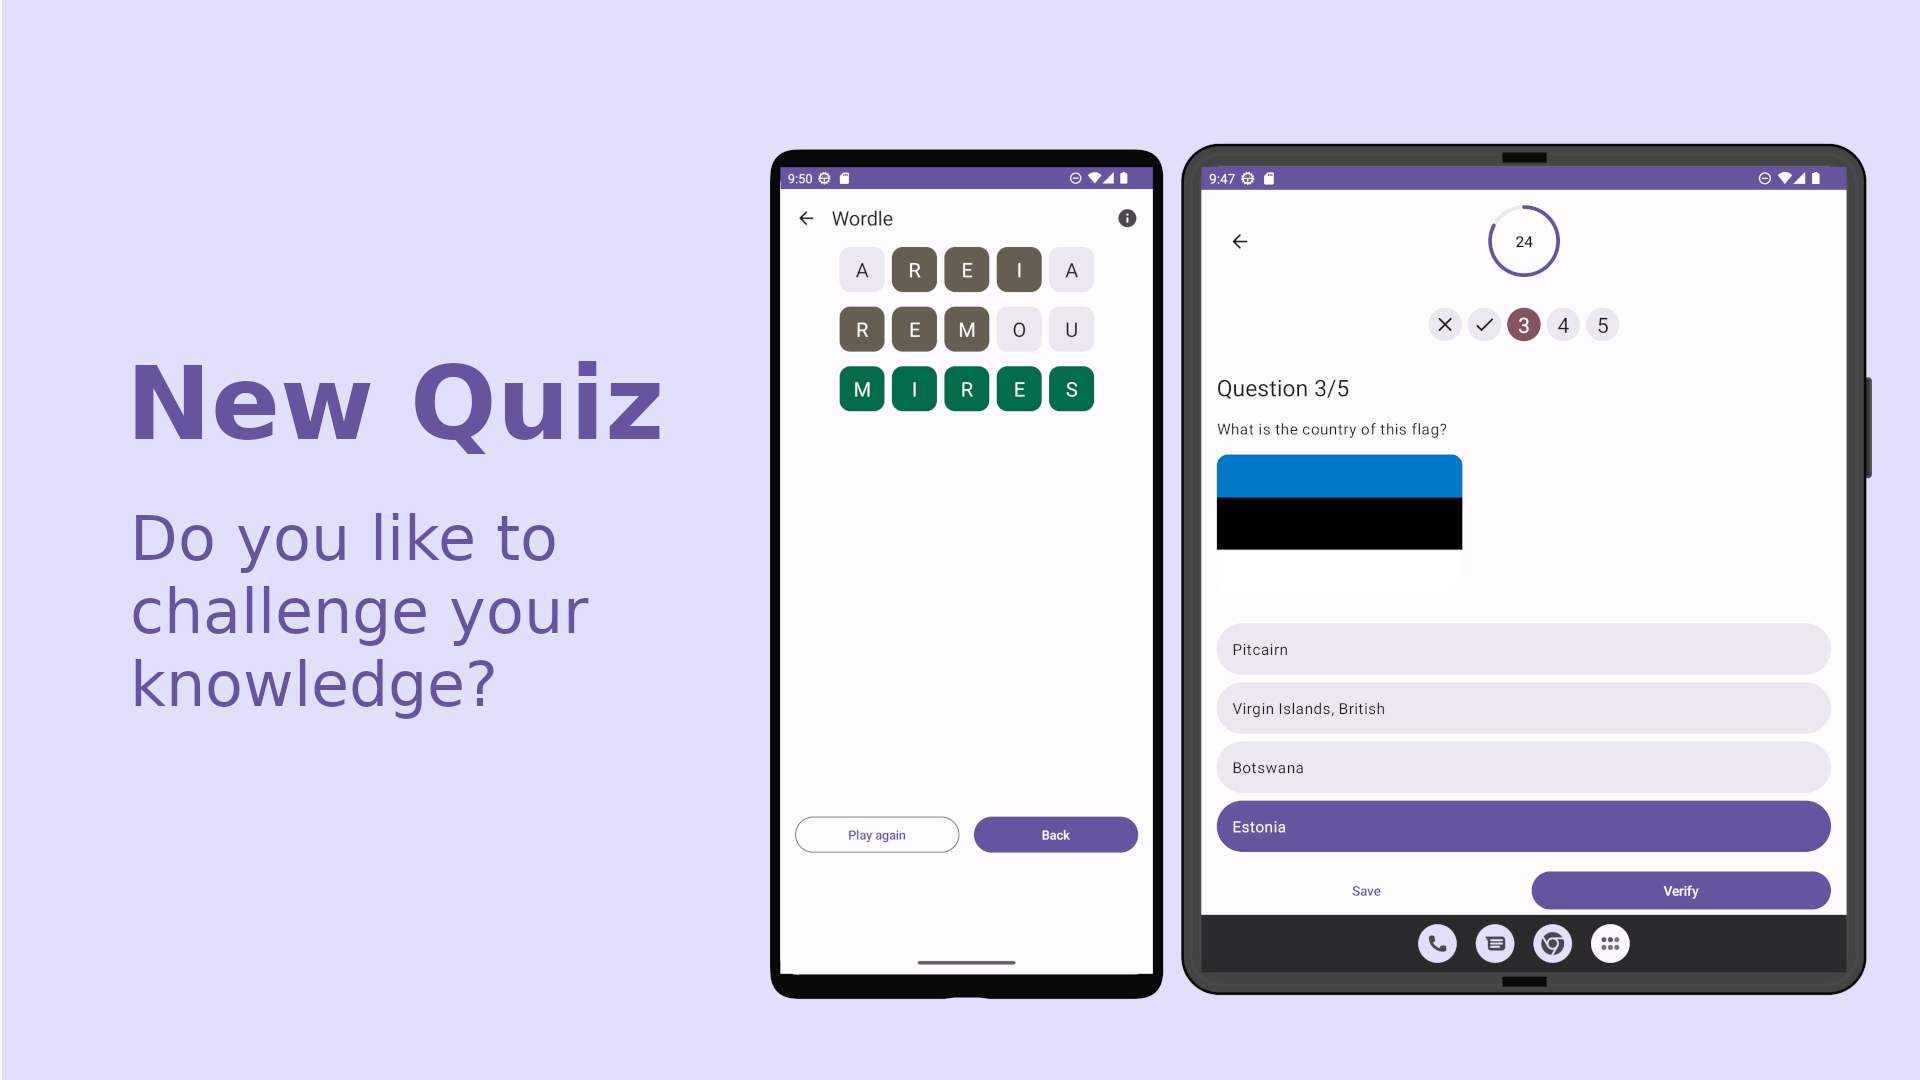 New Quiz
Do you like to
challenge your
knowledge?
9:50
Wordle
A R E I A
R E M O U
M I R E S
Play again
Back
9:47
24
3 4 5
Question 3/5
What is the country of this flag?
Pitcairn
Virgin Islands, British
Botswana
Estonia
Save
Verify